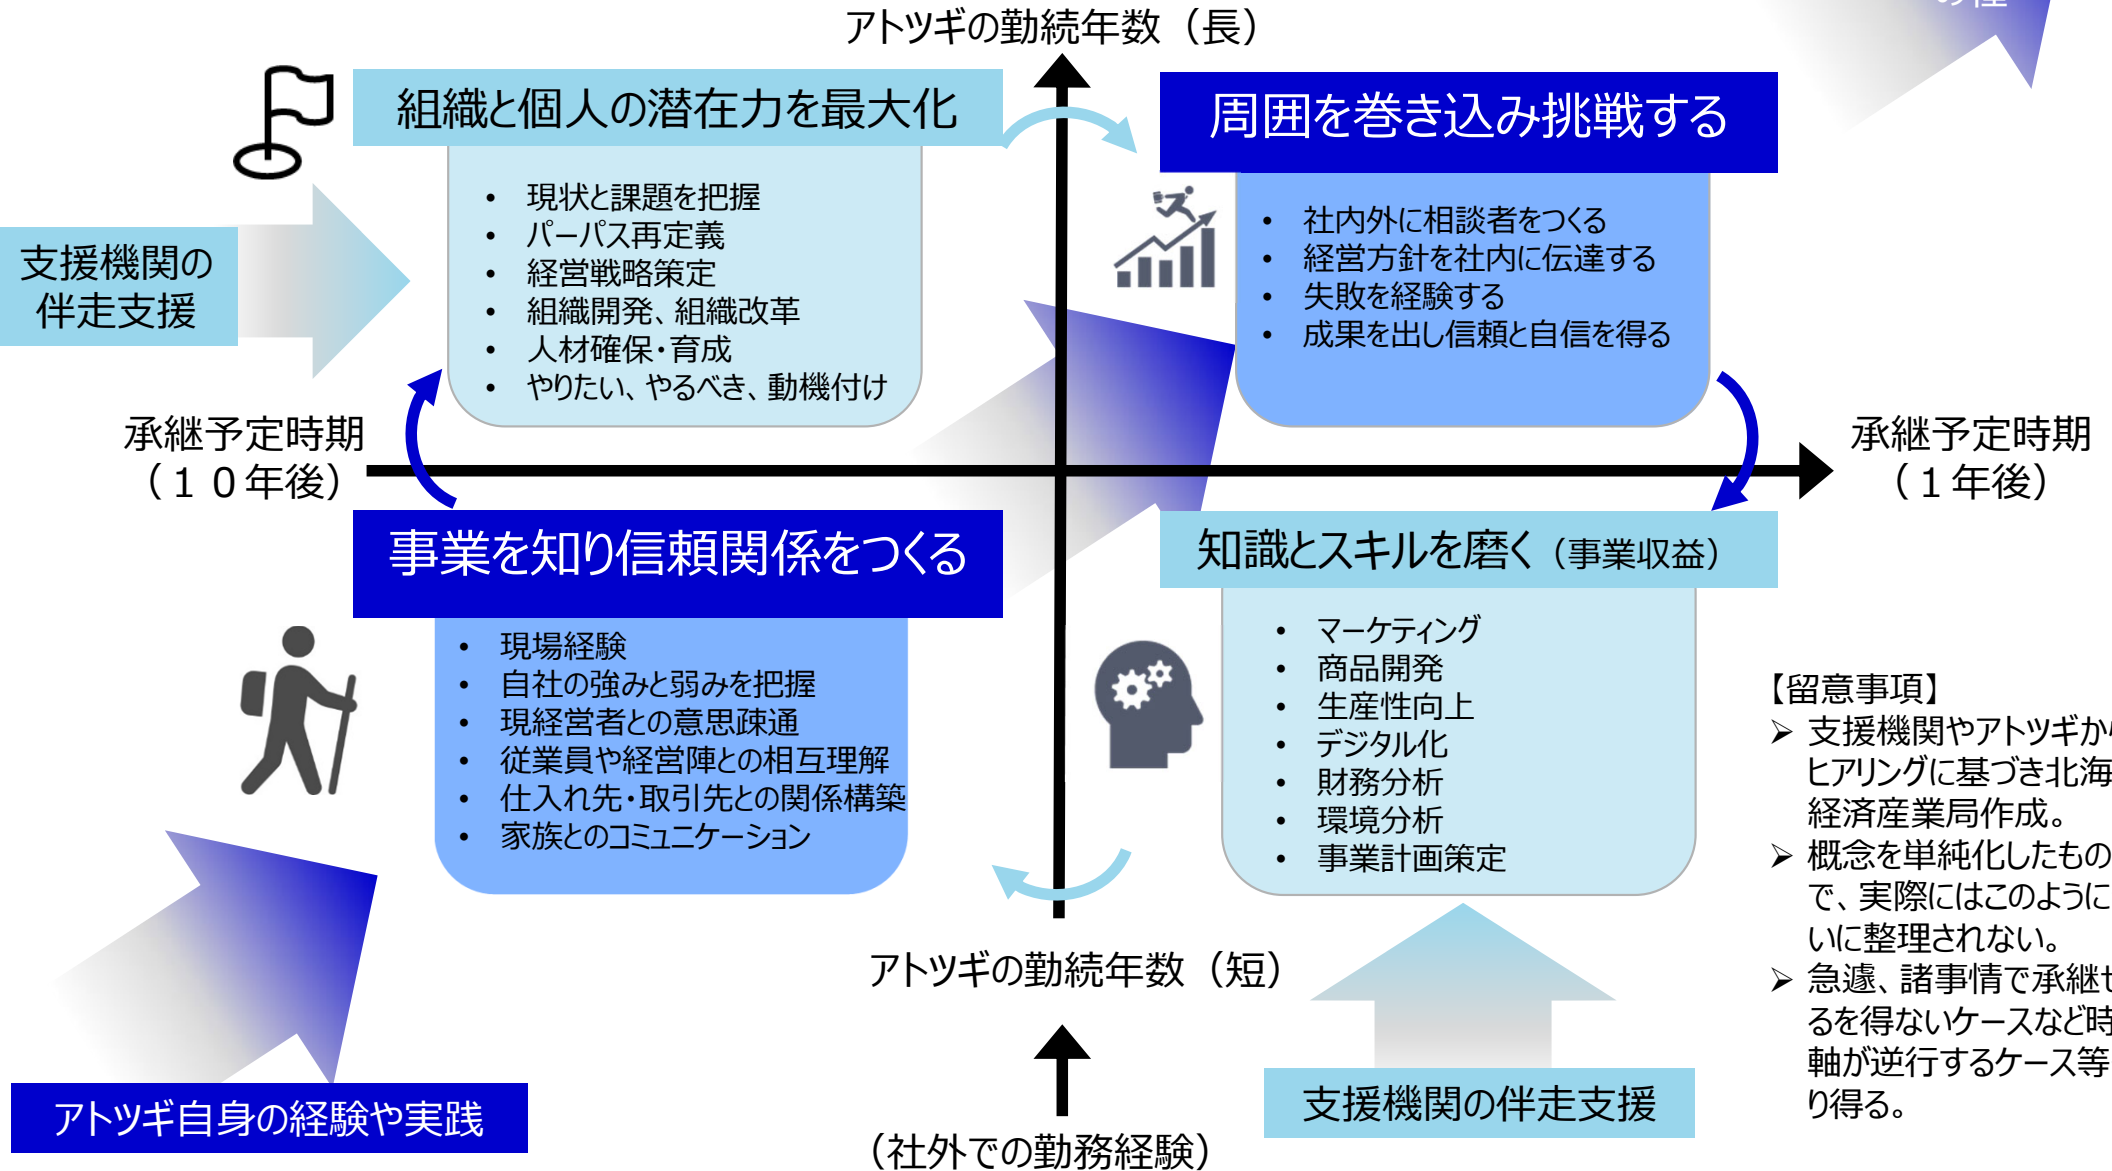 アトツギの勤続年数（長）
組織と個人の潜在力を最大化
周囲を巻き込み挑戦する
• 現状と課題を把握
• パーパス再定義
• 経営戦略策定
• 組織開発、組織改革
• 人材確保・育成
• やりたい、やるべき、動機付け
• 社内外に相談者をつくる
• 経営方針を社内に伝達する
• 失敗を経験する
• 成果を出し信頼と自信を得る
支援機関の
伴走支援
承継予定時期
（１０年後）
承継予定時期
（１年後）
事業を知り信頼関係をつくる
知識とスキルを磨く（事業収益）
• 現場経験
• 自社の強みと弱みを把握
• 現経営者との意思疎通
• 従業員や経営陣との相互理解
• 仕入れ先・取引先との関係構築
• 家族とのコミュニケーション
• マーケティング
• 商品開発
• 生産性向上
• デジタル化
• 財務分析
• 環境分析
• 事業計画策定
【留意事項】
➢ 支援機関やアトツギか
ヒアリングに基づき北海
経済産業局作成。
➢ 概念を単純化したもの
で、実際にはこのように
いに整理されない。
➢ 急遽、諸事情で承継せ
るを得ないケースなど時
軸が逆行するケース等
り得る。
アトツギの勤続年数（短）
アトツギ自身の経験や実践
支援機関の伴走支援
（社外での勤務経験）